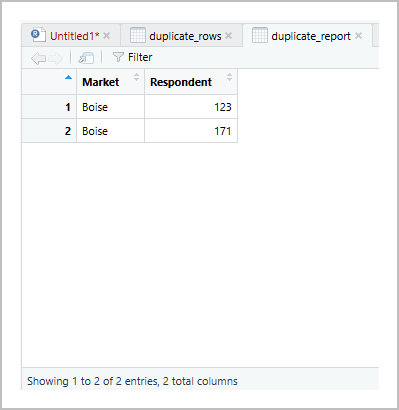 Untitled1* duplicate_rows duplicate_report
Filter
Market Respondent
1 Boise 123
2 Boise 171
Showing 1 to 2 of 2 entries, 2 total columns